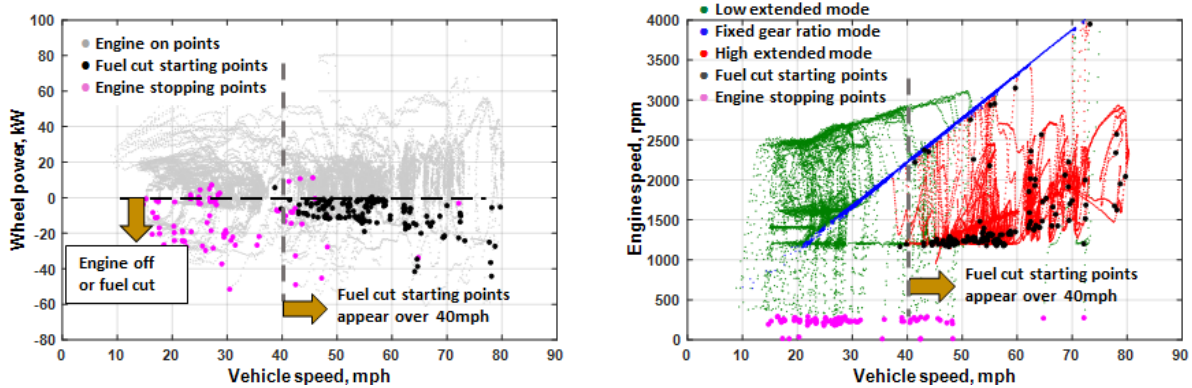 100
80
60
40
20
0
-20
-40
-60
-80
Wheel power, kW
Engine on points
Fuel cut starting points
Engine stopping points
Engine off
or fuel cut
Fuel cut starting points
appear over 40mph
0 10 20 30 40 50 60 70 80 90
Vehicle speed, mph
Low extended mode
Fixed gear ratio mode
High extended mode
Fuel cut starting points
Engine stopping points
4000
3500
3000
2500
2000
1500
1000
500
0
Engine speed, rpm
Fuel cut starting points
appear over 40mph
0 10 20 30 40 50 60 70 80 90
Vehicle speed, mph